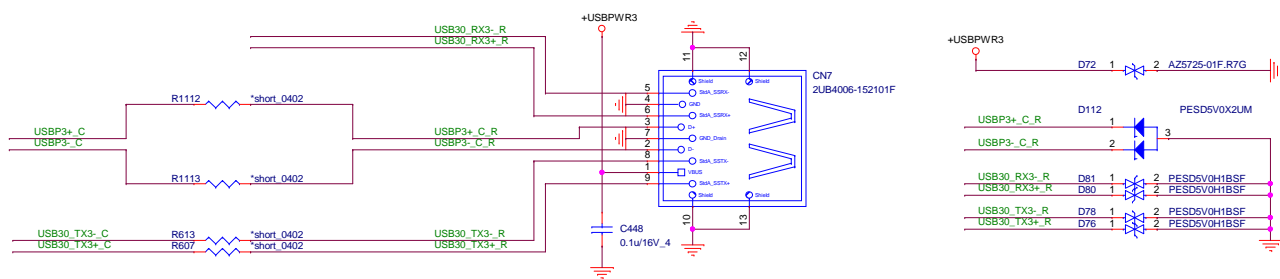 +USBPWR3
USB30_RX3-_R
USB30_RX3+_R
11
12
CN7
2UB4006-152101F
Shield
Shield
5
StdA_SSRX-
4
GND
6
StdA_SSRX+
3
D+
7
GND_Drain
2
D-
8
StdA_SSTX-
1
VBUS
9
StdA_SSTX+
Shield
Shield
10
13
R1112
*short_0402
USBP3+_C
USBP3-_C
USBP3+_C_R
USBP3-_C_R
R1113
*short_0402
USB30_TX3-_C
R613
*short_0402
USB30_TX3-_R
USB30_TX3+_C
R607
*short_0402
USB30_TX3+_R
C448
0.1u/16V_4
+USBPWR3
D72
1
2
AZ5725-01F.R7G
D112
PESD5V0X2UM
USBP3+_C_R
1
3
USBP3-_C_R
2
USB30_RX3-_R
D81
1
2
PESD5V0H1BSF
USB30_RX3+_R
D80
1
2
PESD5V0H1BSF
USB30_TX3-_R
D78
1
2
PESD5V0H1BSF
USB30_TX3+_R
D76
1
2
PESD5V0H1BSF